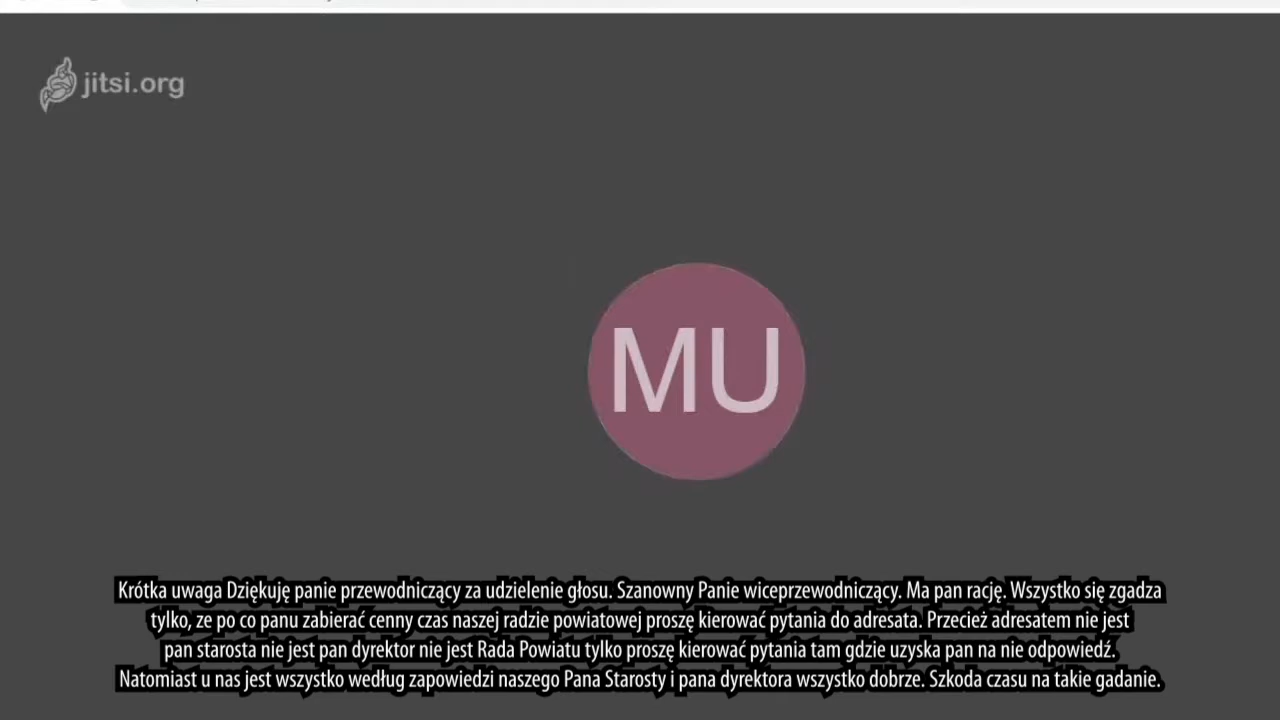 jitsi.org
MU
Krótka uwaga Dziękuję panie przewodniczący za udzielenie głosu. Szanowny Panie wiceprzewodniczący. Ma pan rację. Wszystko się zgadza
tylko, ze po co panu zabierać cenny czas naszej radzie powiatowej proszę kierować pytania do adresata. Przecież adresatem nie jest
pan starosta nie jest pan dyrektor nie jest Rada Powiatu tylko proszę kierować pytania tam gdzie uzyska pan na nie odpowiedź.
Natomiast u nas jest wszystko według zapowiedzi naszego Pana Starosty i pana dyrektora wszystko dobrze. Szkoda czasu na takie gadanie.